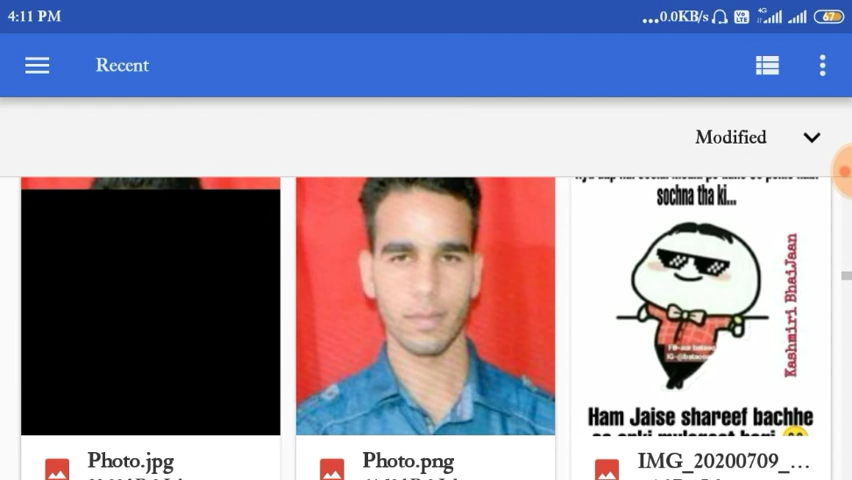 4:11 PM
...0.0KB/s 4G 67
Recent
Modified
sochna tha ki...
Kashmiri BhaiJaan
Ham Jaise shareef bachhe
Photo.jpg
Photo.png
IMG_20200709_...